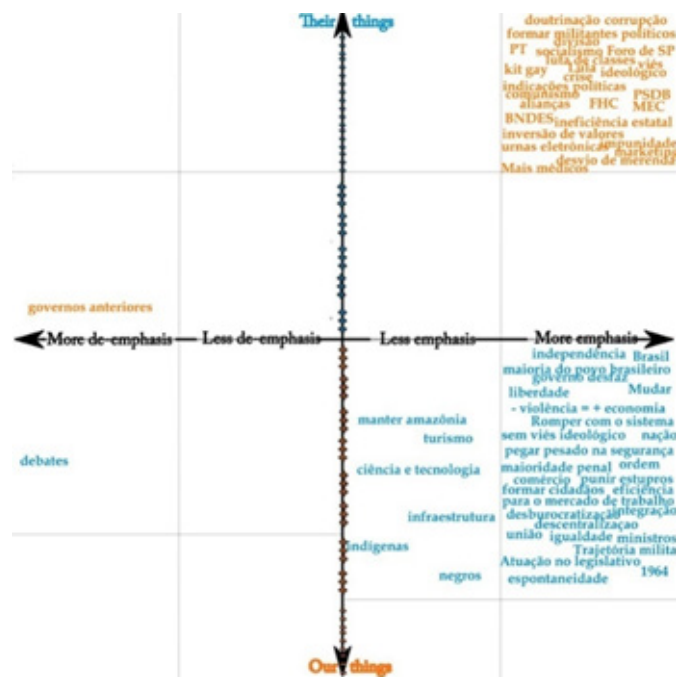 Their things
doutrinação corrupção
formar militantes políticos
divisão
PT socialismo Foro de SP
luta de classes viés
kit gay Lula ideológico
crise
indicações políticas
comunismo PSDB
alianças FHC MEC
BNDES ineficiência estatal
inversão de valores
urnas eletrônicas impunidade
marketing
desvio de merenda
Mais médicos
governos anteriores
More de-emphasis Less de-emphasis Less emphasis More emphasis
independência Brasil
maioria do povo brasileiro
governo desfaz
liberdade Mudar
- violência = + economia
manter amazônia Romper com o sistema
turismo sem viés ideológico nação
pegar pesado na segurança
debates
ciência e tecnologia maioridade penal ordem
comércio punir estupros
formar cidadãos eficiência
para o mercado de trabalho
infraestrutura desburocratização integração
descentralizaçao
união igualdade ministros
indígenas Trajetória milita
Atuação no legislativo
negros espontaneidade 1964
Our things